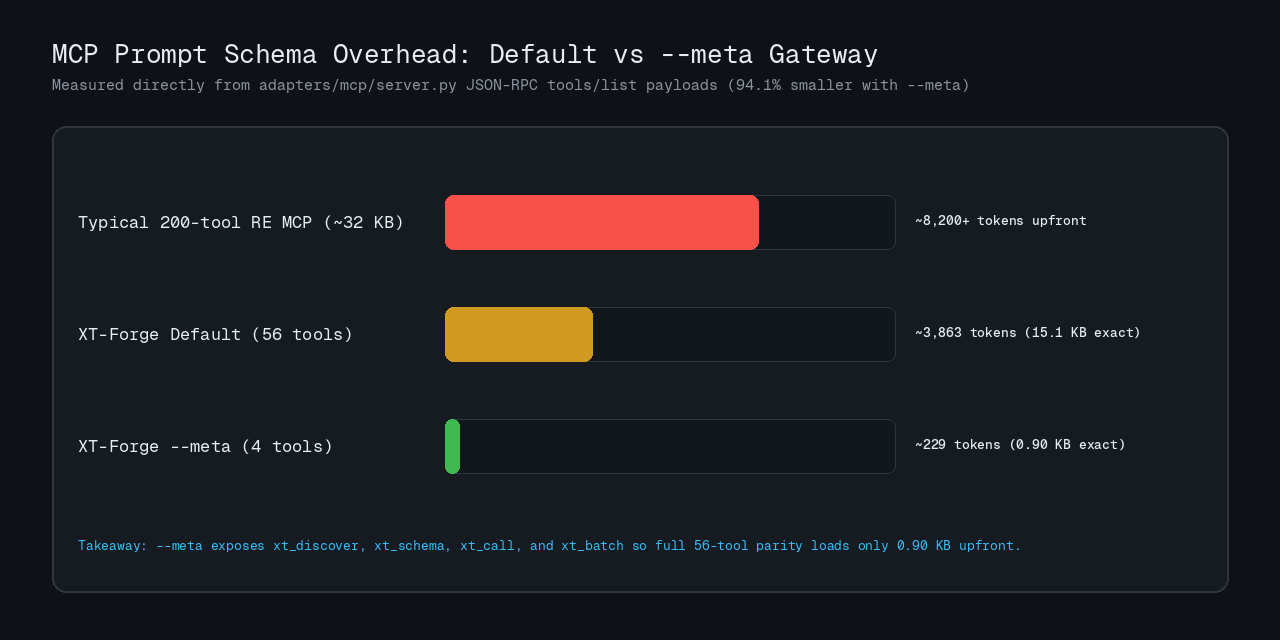 MCP Prompt Schema Overhead: Default vs --meta Gateway
Measured directly from adapters/mcp/server.py JSON-RPC tools/list payloads (94.1% smaller with --meta)
Typical 200-tool RE MCP (~32 KB)
~8,200+ tokens upfront
XT-Forge Default (56 tools)
~3,863 tokens (15.1 KB exact)
XT-Forge --meta (4 tools)
~229 tokens (0.90 KB exact)
Takeaway: --meta exposes xt_discover, xt_schema, xt_call, and xt_batch so full 56-tool parity loads only 0.90 KB upfront.